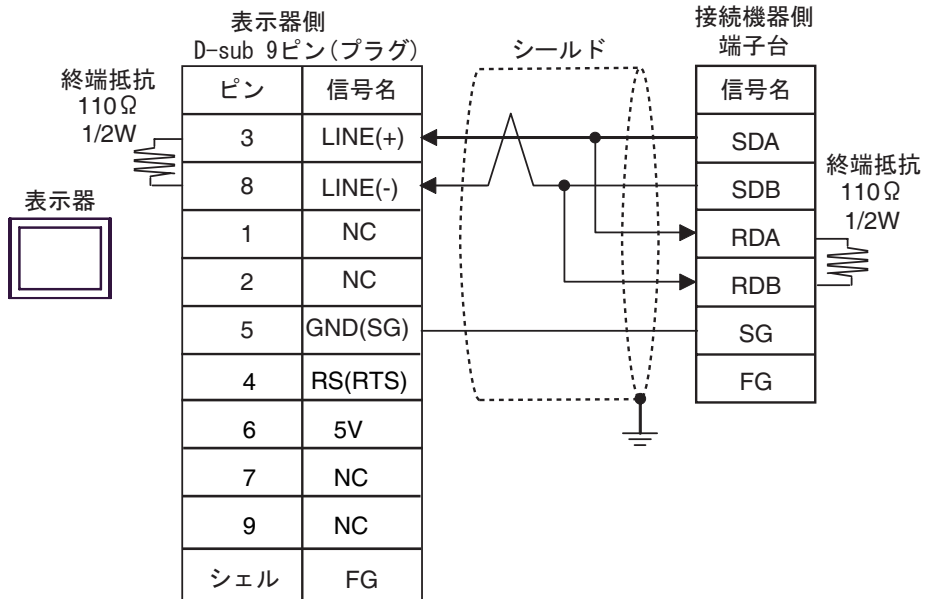 表示器側
D-sub 9ピン(プラグ)
シールド
接続機器側
端子台
終端抵抗
110Ω
1/2W
表示器
ピン 信号名
3 LINE(+)
8 LINE(-)
1 NC
2 NC
5 GND(SG)
4 RS(RTS)
6 5V
7 NC
9 NC
シェル FG
信号名
SDA
SDB
RDA
RDB
SG
FG
終端抵抗
110Ω
1/2W